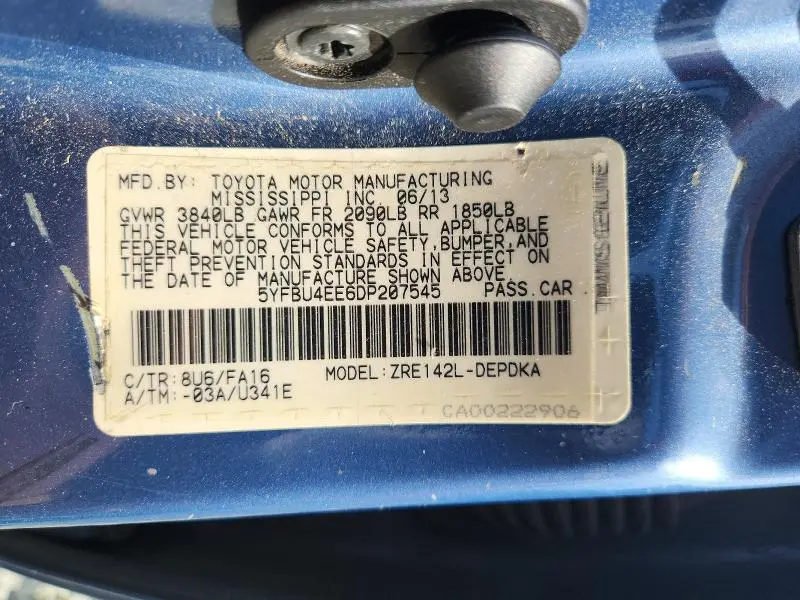 MFD.BY: TOYOTA MOTOR MANUFACTURING
MISSISSIPPI INC. 06/13
GVWR 3840LB GAWR FR 2090LB RR 1850LB
THIS VEHICLE CONFORMS TO ALL APPLICABLE
FEDERAL MOTOR VEHICLE SAFETY,BUMPER,AND
THEFT PREVENTION STANDARDS IN EFFECT ON
THE DATE OF MANUFACTURE SHOWN ABOVE.
5YFBU4EE6DP207545 PASS.CAR
C/TR:8U6/FA16 MODEL:ZRE142L-DEPDKA
A/TM:-03A/U341E
CA00222906